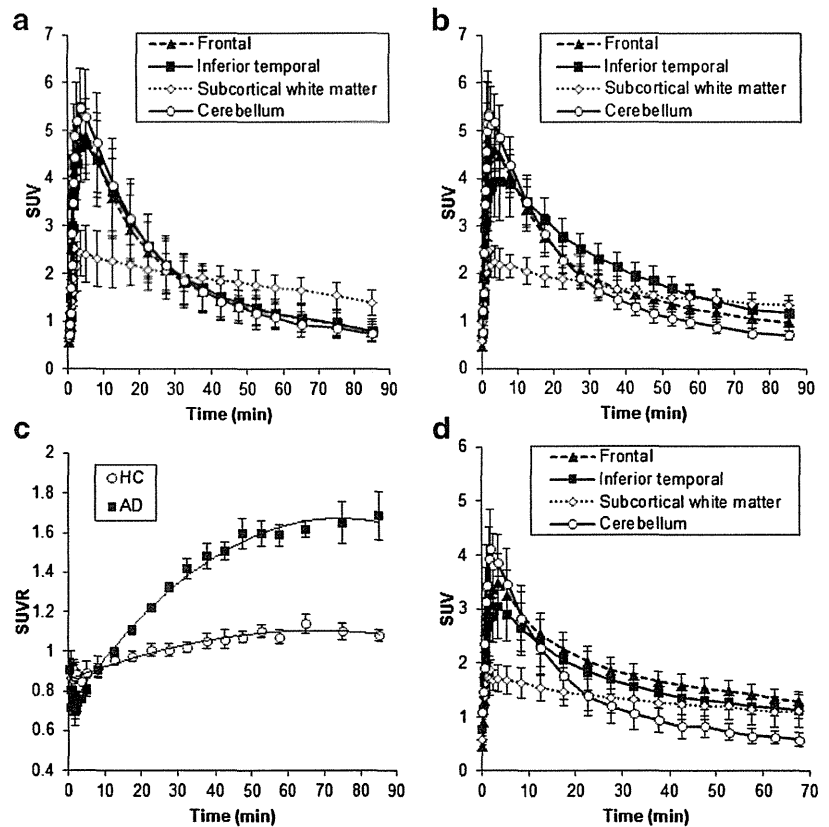 a
7
6
5
4
3
2
1
0
SUV
Frontal
Inferior temporal
Subcortical white matter
Cerebellum
0 10 20 30 40 50 60 70 80 90
Time (min)
b
7
6
5
4
3
2
1
0
SUV
Frontal
Inferior temporal
Subcortical white matter
Cerebellum
0 10 20 30 40 50 60 70 80 90
Time (min)
c
2
1.8
1.6
1.4
1.2
1
0.8
0.6
0.4
SUVR
HC
AD
0 10 20 30 40 50 60 70 80 90
Time (min)
d
6
5
4
3
2
1
0
SUV
Frontal
Inferior temporal
Subcortical white matter
Cerebellum
0 10 20 30 40 50 60 70
Time (min)